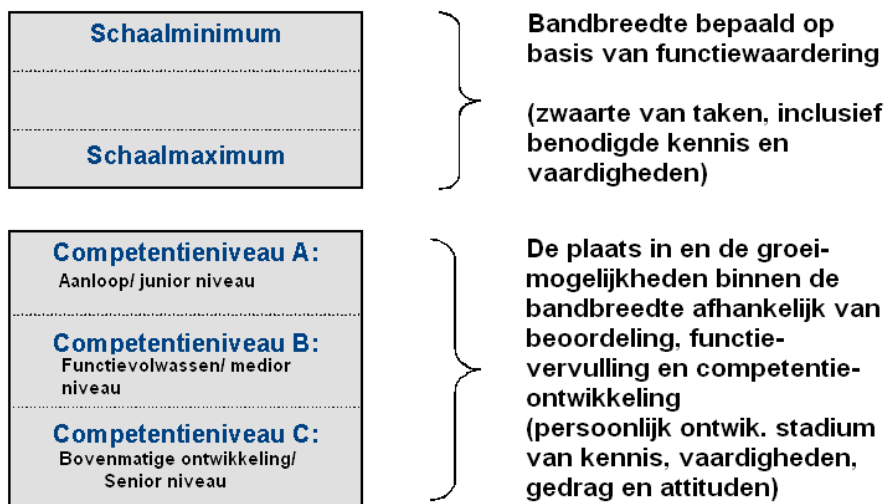 Schaalminimum
Schaalmaximum
Bandbreedte bepaald op
basis van functiewaardering
(zwaarte van taken, inclusief
benodigde kennis en
vaardigheden)
Competentieniveau A:
Aanloop/ junior niveau
Competentieniveau B:
Functievolwassen/ medior
niveau
Competentieniveau C:
Bovenmatige ontwikkeling/
Senior niveau
De plaats in en de groei-
mogelijkheden binnen de
bandbreedte afhankelijk van
beoordeling, functie-
vervulling en competentie-
ontwikkeling
(persoonlijk ontwik. stadium
van kennis, vaardigheden,
gedrag en attituden)